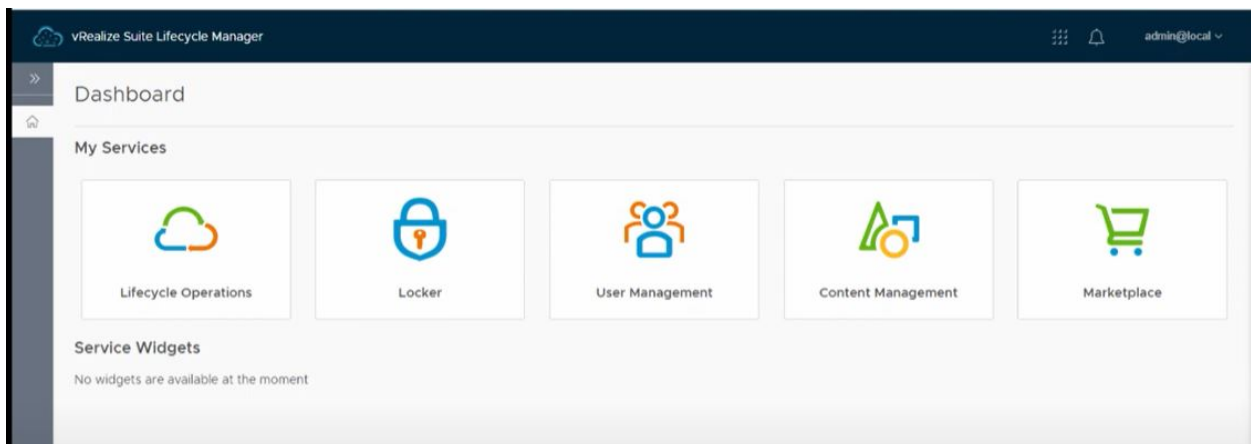 vRealize Suite Lifecycle Manager
admin@local
Dashboard
My Services
Lifecycle Operations
Locker
User Management
Content Management
Marketplace
Service Widgets
No widgets are available at the moment